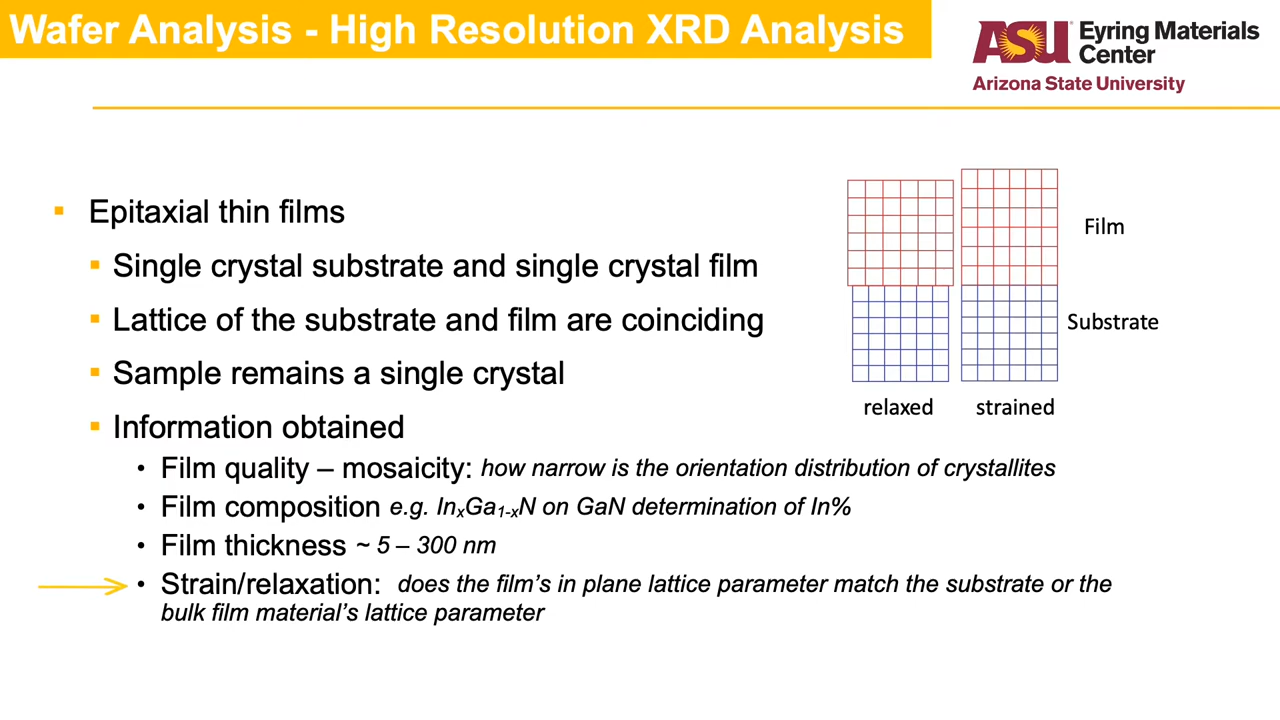 Wafer Analysis - High Resolution XRD Analysis
ASU Eyring Materials
Center
Arizona State University
▪ Epitaxial thin films
▪ Single crystal substrate and single crystal film
▪ Lattice of the substrate and film are coinciding
▪ Sample remains a single crystal
▪ Information obtained
• Film quality – mosaicity: how narrow is the orientation distribution of crystallites
• Film composition e.g. InₓGa₁₋ₓN on GaN determination of In%
• Film thickness ~ 5 – 300 nm
• Strain/relaxation: does the film's in plane lattice parameter match the substrate or the
bulk film material's lattice parameter
Film
Substrate
relaxed strained